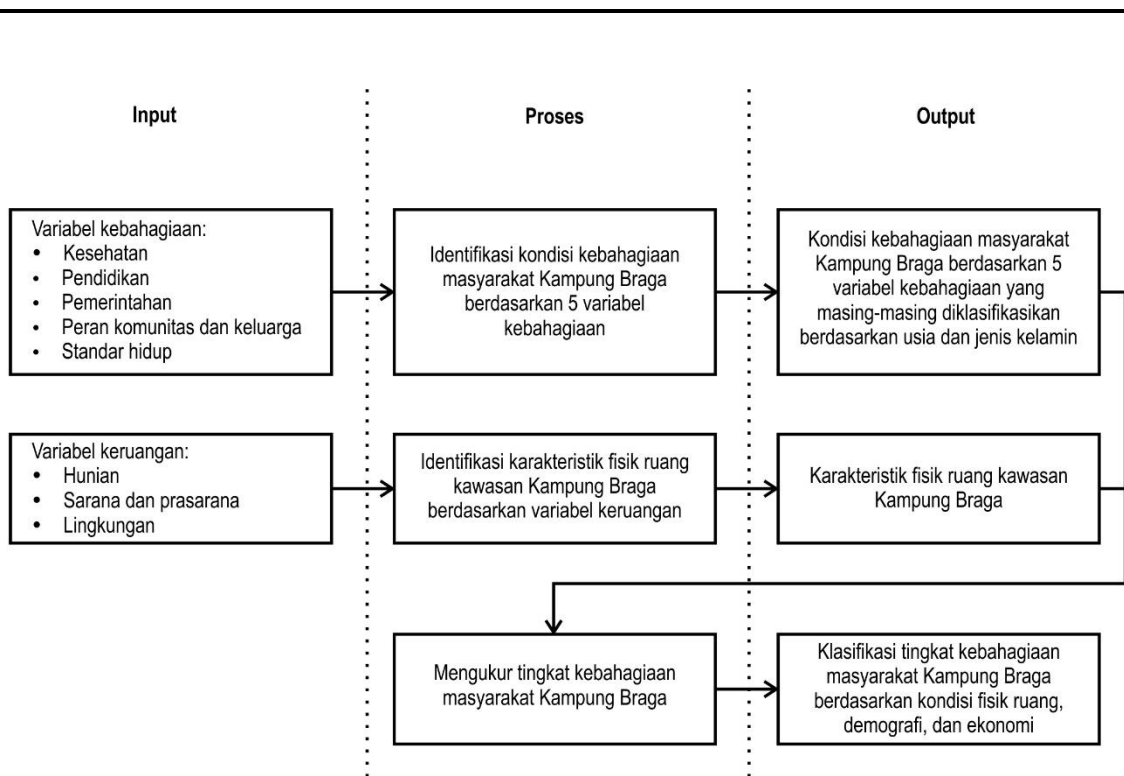 Input
Proses
Output
Variabel kebahagiaan:
• Kesehatan
• Pendidikan
• Pemerintahan
• Peran komunitas dan keluarga
• Standar hidup
Identifikasi kondisi kebahagiaan
masyarakat Kampung Braga
berdasarkan 5 variabel
kebahagiaan
Kondisi kebahagiaan masyarakat
Kampung Braga berdasarkan 5
variabel kebahagiaan yang
masing-masing diklasifikasikan
berdasarkan usia dan jenis kelamin
Variabel keruangan:
• Hunian
• Sarana dan prasarana
• Lingkungan
Identifikasi karakteristik fisik ruang
kawasan Kampung Braga
berdasarkan variabel keruangan
Karakteristik fisik ruang kawasan
Kampung Braga
Mengukur tingkat kebahagiaan
masyarakat Kampung Braga
Klasifikasi tingkat kebahagiaan
masyarakat Kampung Braga
berdasarkan kondisi fisik ruang,
demografi, dan ekonomi